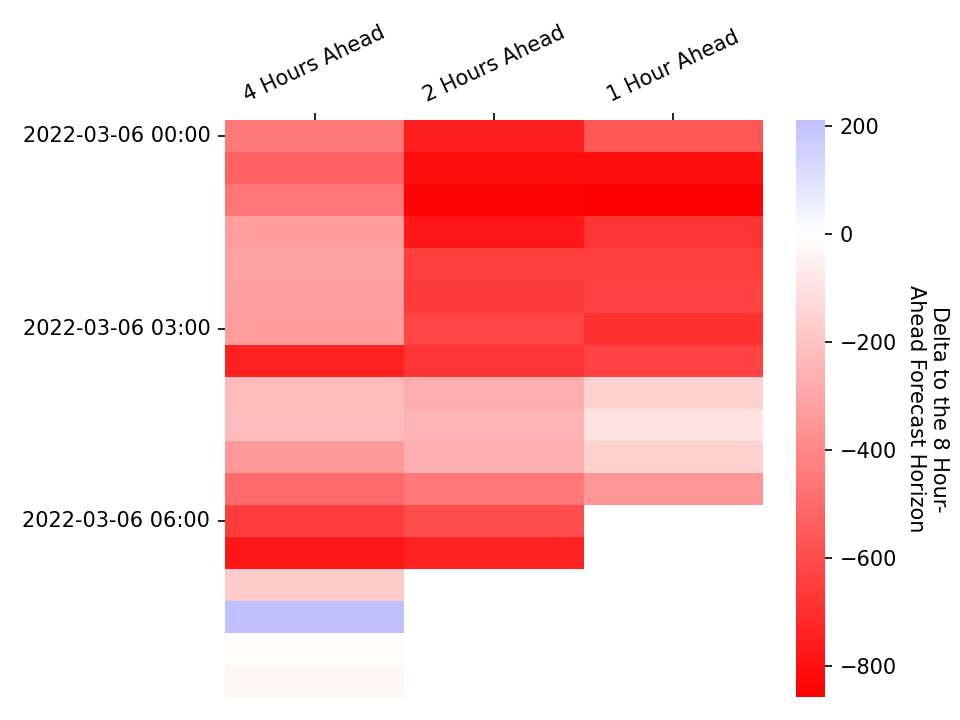 4 Hours Ahead
2 Hours Ahead
1 Hour Ahead
2022-03-06 00:00
2022-03-06 03:00
2022-03-06 06:00
200
0
−200
−400
−600
−800
Delta to the 8 Hour-
Ahead Forecast Horizon